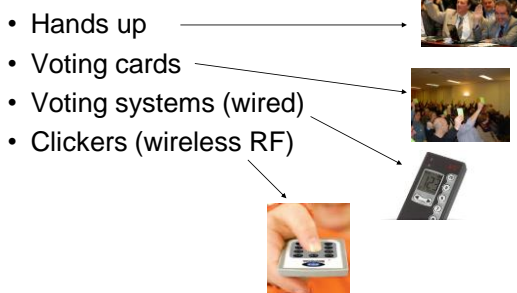 • Hands up
• Voting cards
• Voting systems (wired)
• Clickers (wireless RF)